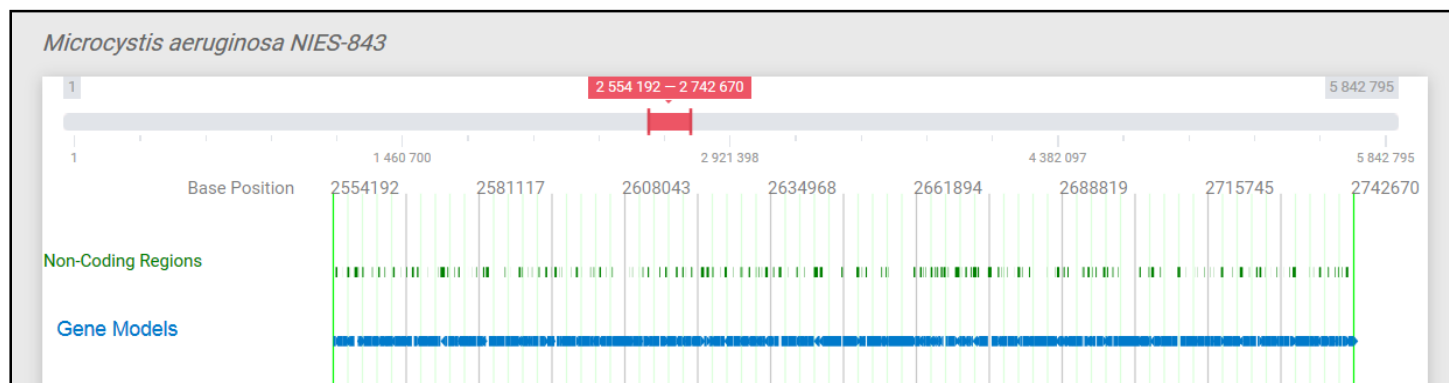 Microcystis aeruginosa NIES-843
1 2 554 192 – 2 742 670 5 842 795
1 1 460 700 2 921 398 4 382 097 5 842 795
Base Position 2554192 2581117 2608043 2634968 2661894 2688819 2715745 2742670
Non-Coding Regions
Gene Models